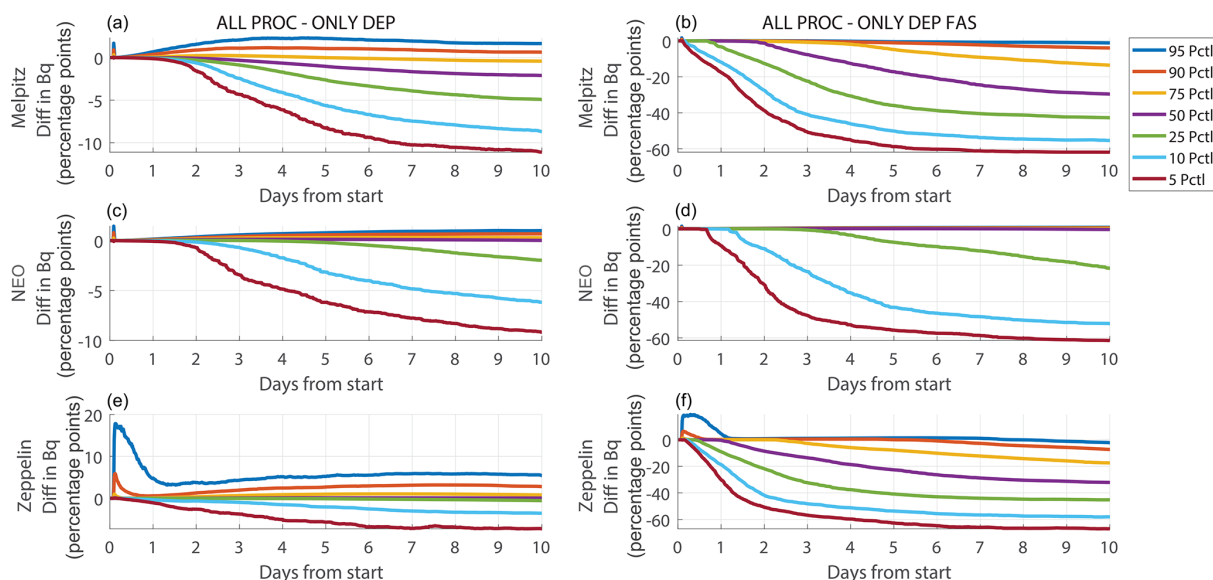 (a) ALL PROC - ONLY DEP
Melpitz
Diff in Bq
(percentage points)
0
-5
-10
0 1 2 3 4 5 6 7 8 9 10
Days from start
(b) ALL PROC - ONLY DEP FAS
Melpitz
Diff in Bq
(percentage points)
0
-20
-40
-60
0 1 2 3 4 5 6 7 8 9 10
Days from start
95 Pctl
90 Pctl
75 Pctl
50 Pctl
25 Pctl
10 Pctl
5 Pctl
(c)
NEO
Diff in Bq
(percentage points)
0
-5
-10
0 1 2 3 4 5 6 7 8 9 10
Days from start
(d)
NEO
Diff in Bq
(percentage points)
0
-20
-40
-60
0 1 2 3 4 5 6 7 8 9 10
Days from start
(e)
Zeppelin
Diff in Bq
(percentage points)
20
10
0
0 1 2 3 4 5 6 7 8 9 10
Days from start
(f)
Zeppelin
Diff in Bq
(percentage points)
0
-20
-40
-60
0 1 2 3 4 5 6 7 8 9 10
Days from start